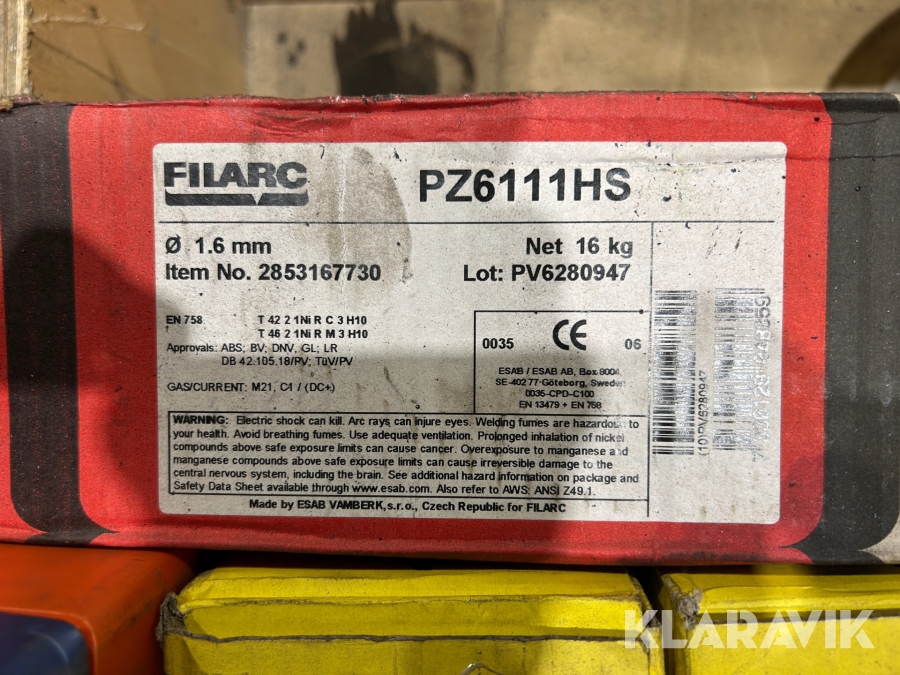 KLARAVIK
FILARC
PZ6111HS
Ø 1.6 mm
Net 16 kg
Item No. 2853167730
Lot: PV6280947
EN 758
T 42 2 1Ni R C 3 H10
T 46 2 1Ni R M 3 H10
Approvals: ABS; BV; DNV, GL; LR
DB 42.105.18/PV; TüV/PV
GAS/CURRENT: M21, C1 / (DC+)
0035
CE
06
ESAB / ESAB AB, Box 8004,
SE-402 77 Göteborg, Sweden
0035-CPD-C100
EN 13479 + EN 758
WARNING: Electric shock can kill. Arc rays can injure eyes. Welding fumes are hazardous to
your health. Avoid breathing fumes. Use adequate ventilation. Prolonged inhalation of nickel
compounds above safe exposure limits can cause cancer. Overexposure to manganese and
manganese compounds above safe exposure limits can cause irreversible damage to the
central nervous system, including the brain. See additional hazard information on package and
Safety Data Sheet available through www.esab.com. Also refer to AWS: ANSI Z49.1.
Made by ESAB VAMBERK,s.r.o., Czech Republic for FILARC
(10)PV6280947
KLARAVIK